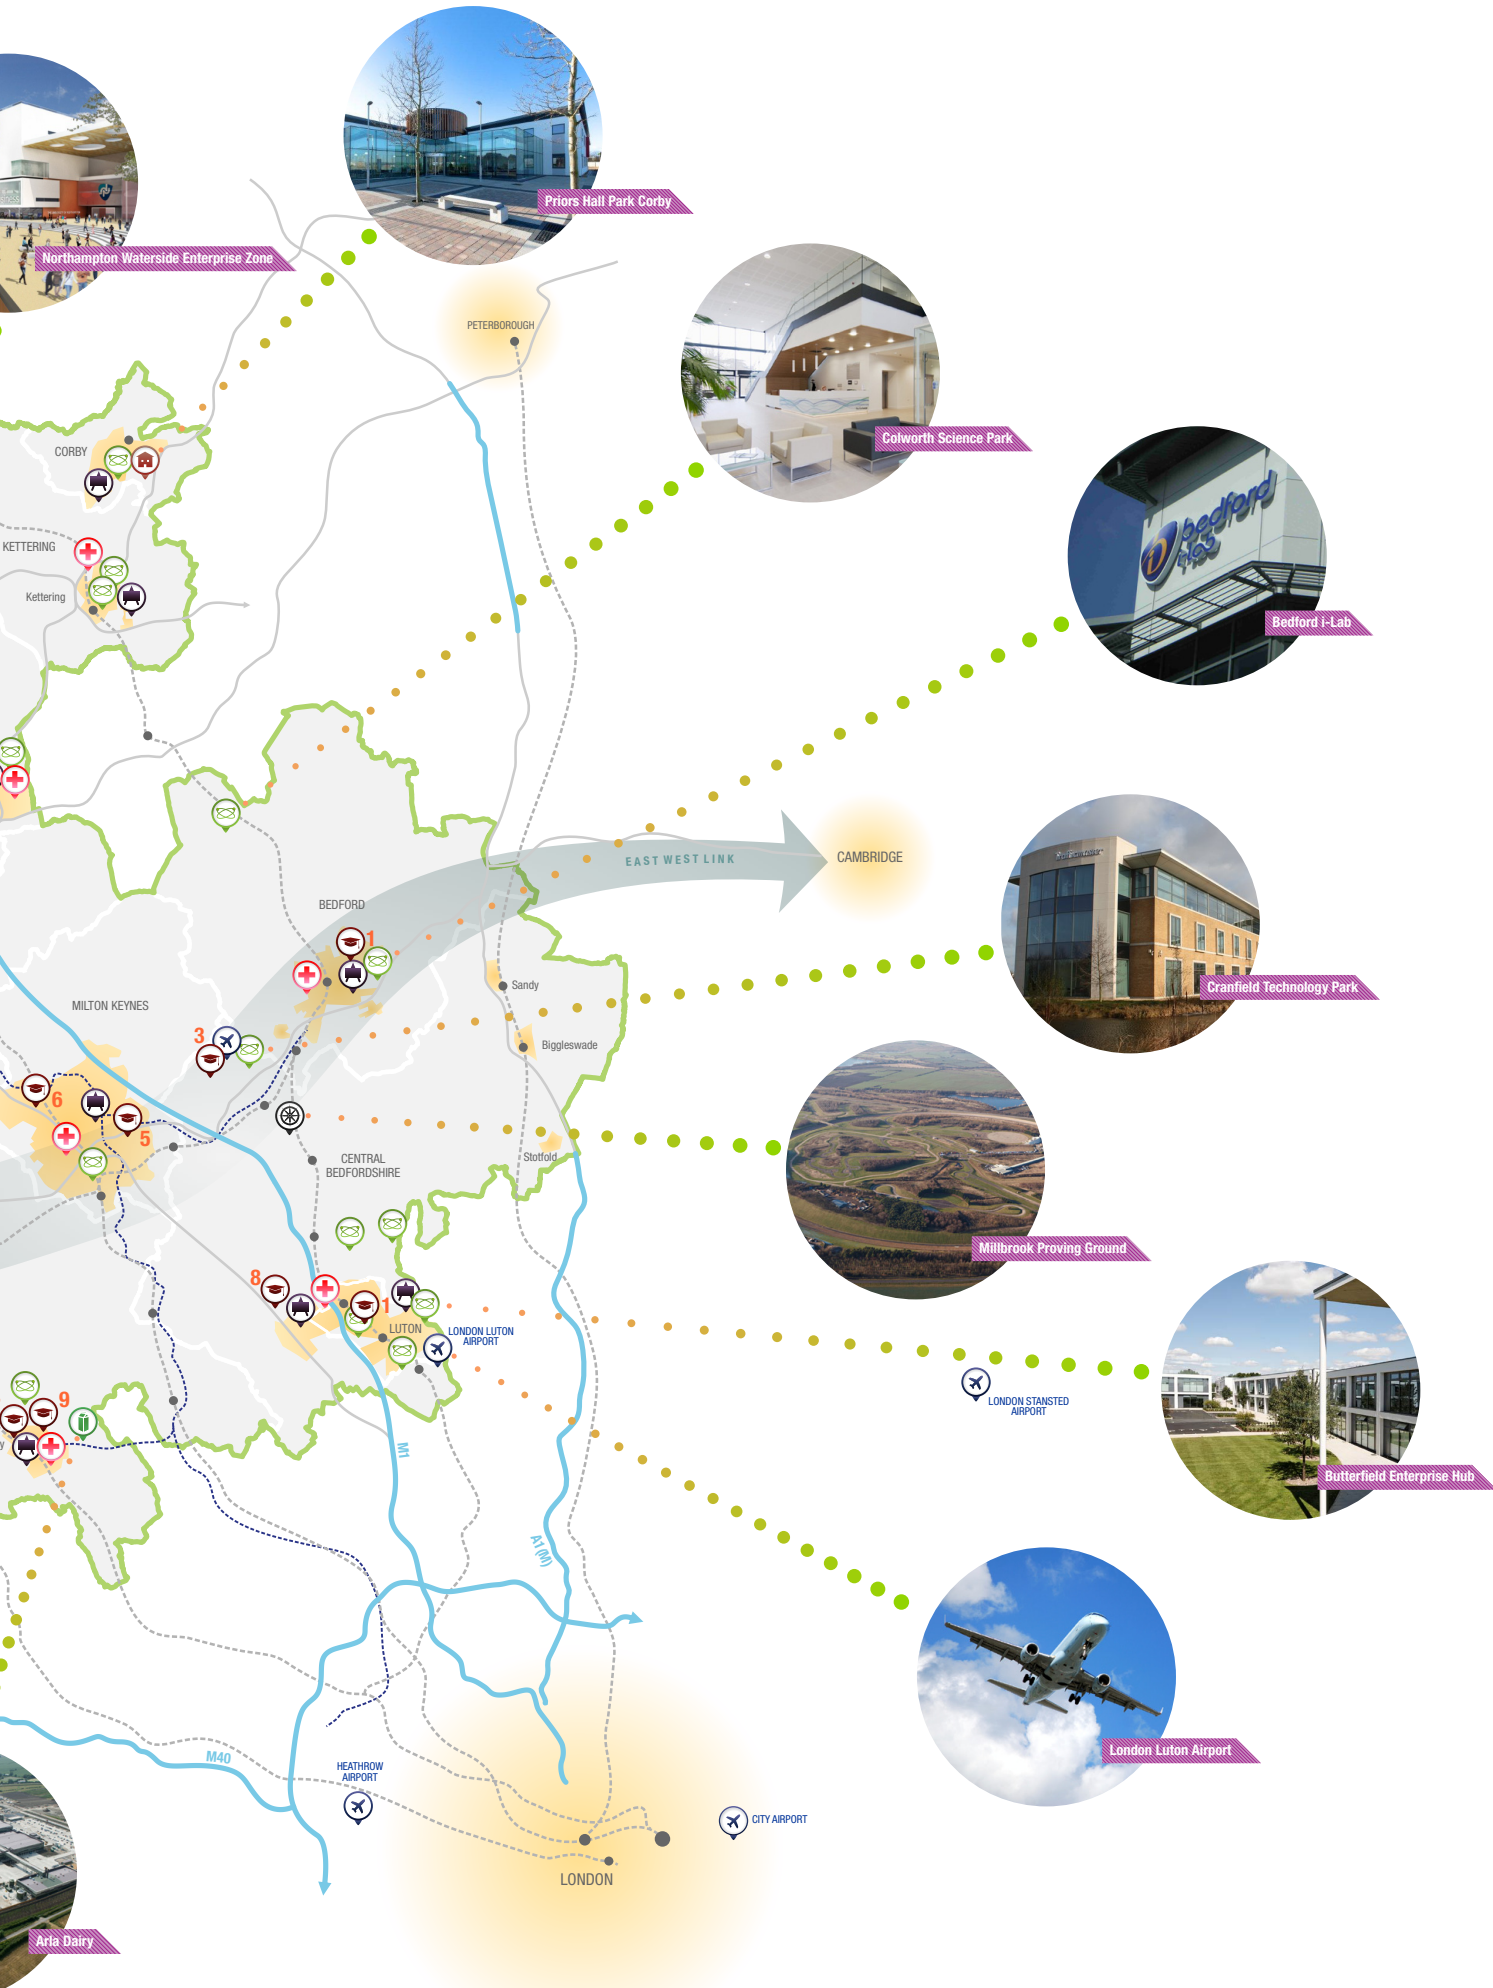 Priors Hall Park Corby
Northampton Waterside Enterprise Zone
PETERBOROUGH
Colworth Science Park
CORBY
bedford
i-lab
KETTERING
Kettering
Bedford i-Lab
EAST WEST LINK
CAMBRIDGE
BEDFORD
1
Sandy
Cranfield Technology Park
MILTON KEYNES
3
Biggleswade
6
5
CENTRAL
BEDFORDSHIRE
Stotfold
Millbrook Proving Ground
8
1
LUTON
LONDON LUTON
AIRPORT
LONDON STANSTED
AIRPORT
9
y
M1
Butterfield Enterprise Hub
A1(M)
London Luton Airport
M40
HEATHROW
AIRPORT
CITY AIRPORT
LONDON
Arla Dairy